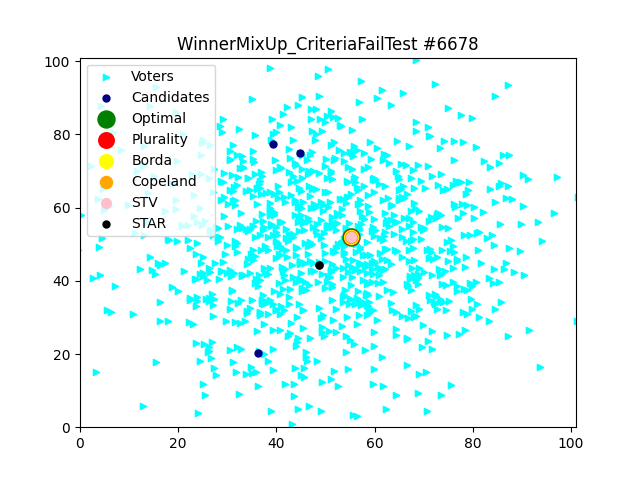 WinnerMixUp_CriteriaFailTest #6678
100
80
60
40
20
0
0
20
40
60
80
100
Voters
Candidates
Optimal
Plurality
Borda
Copeland
STV
STAR